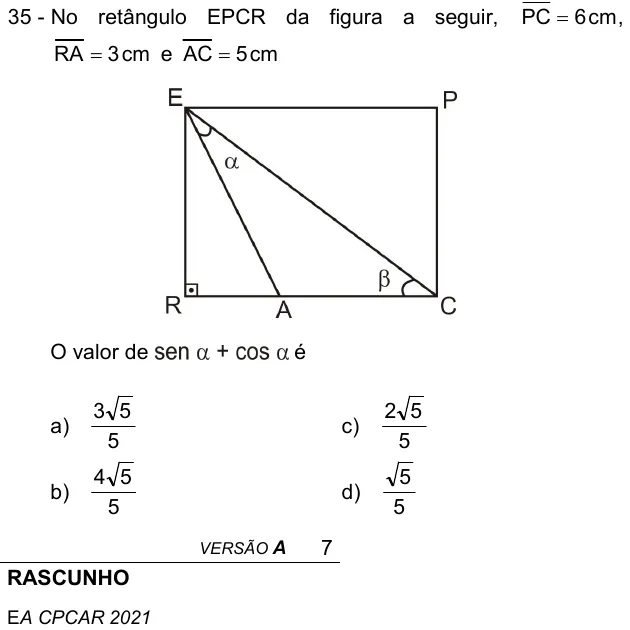 35 - No retângulo EPCR da figura a seguir, PC = 6 cm,
RA = 3 cm e AC = 5 cm
E P
α
β
R A C
O valor de sen α + cos α é
a) 3√5/5 c) 2√5/5
b) 4√5/5 d) √5/5
VERSÃO A 7
RASCUNHO
EA CPCAR 2021